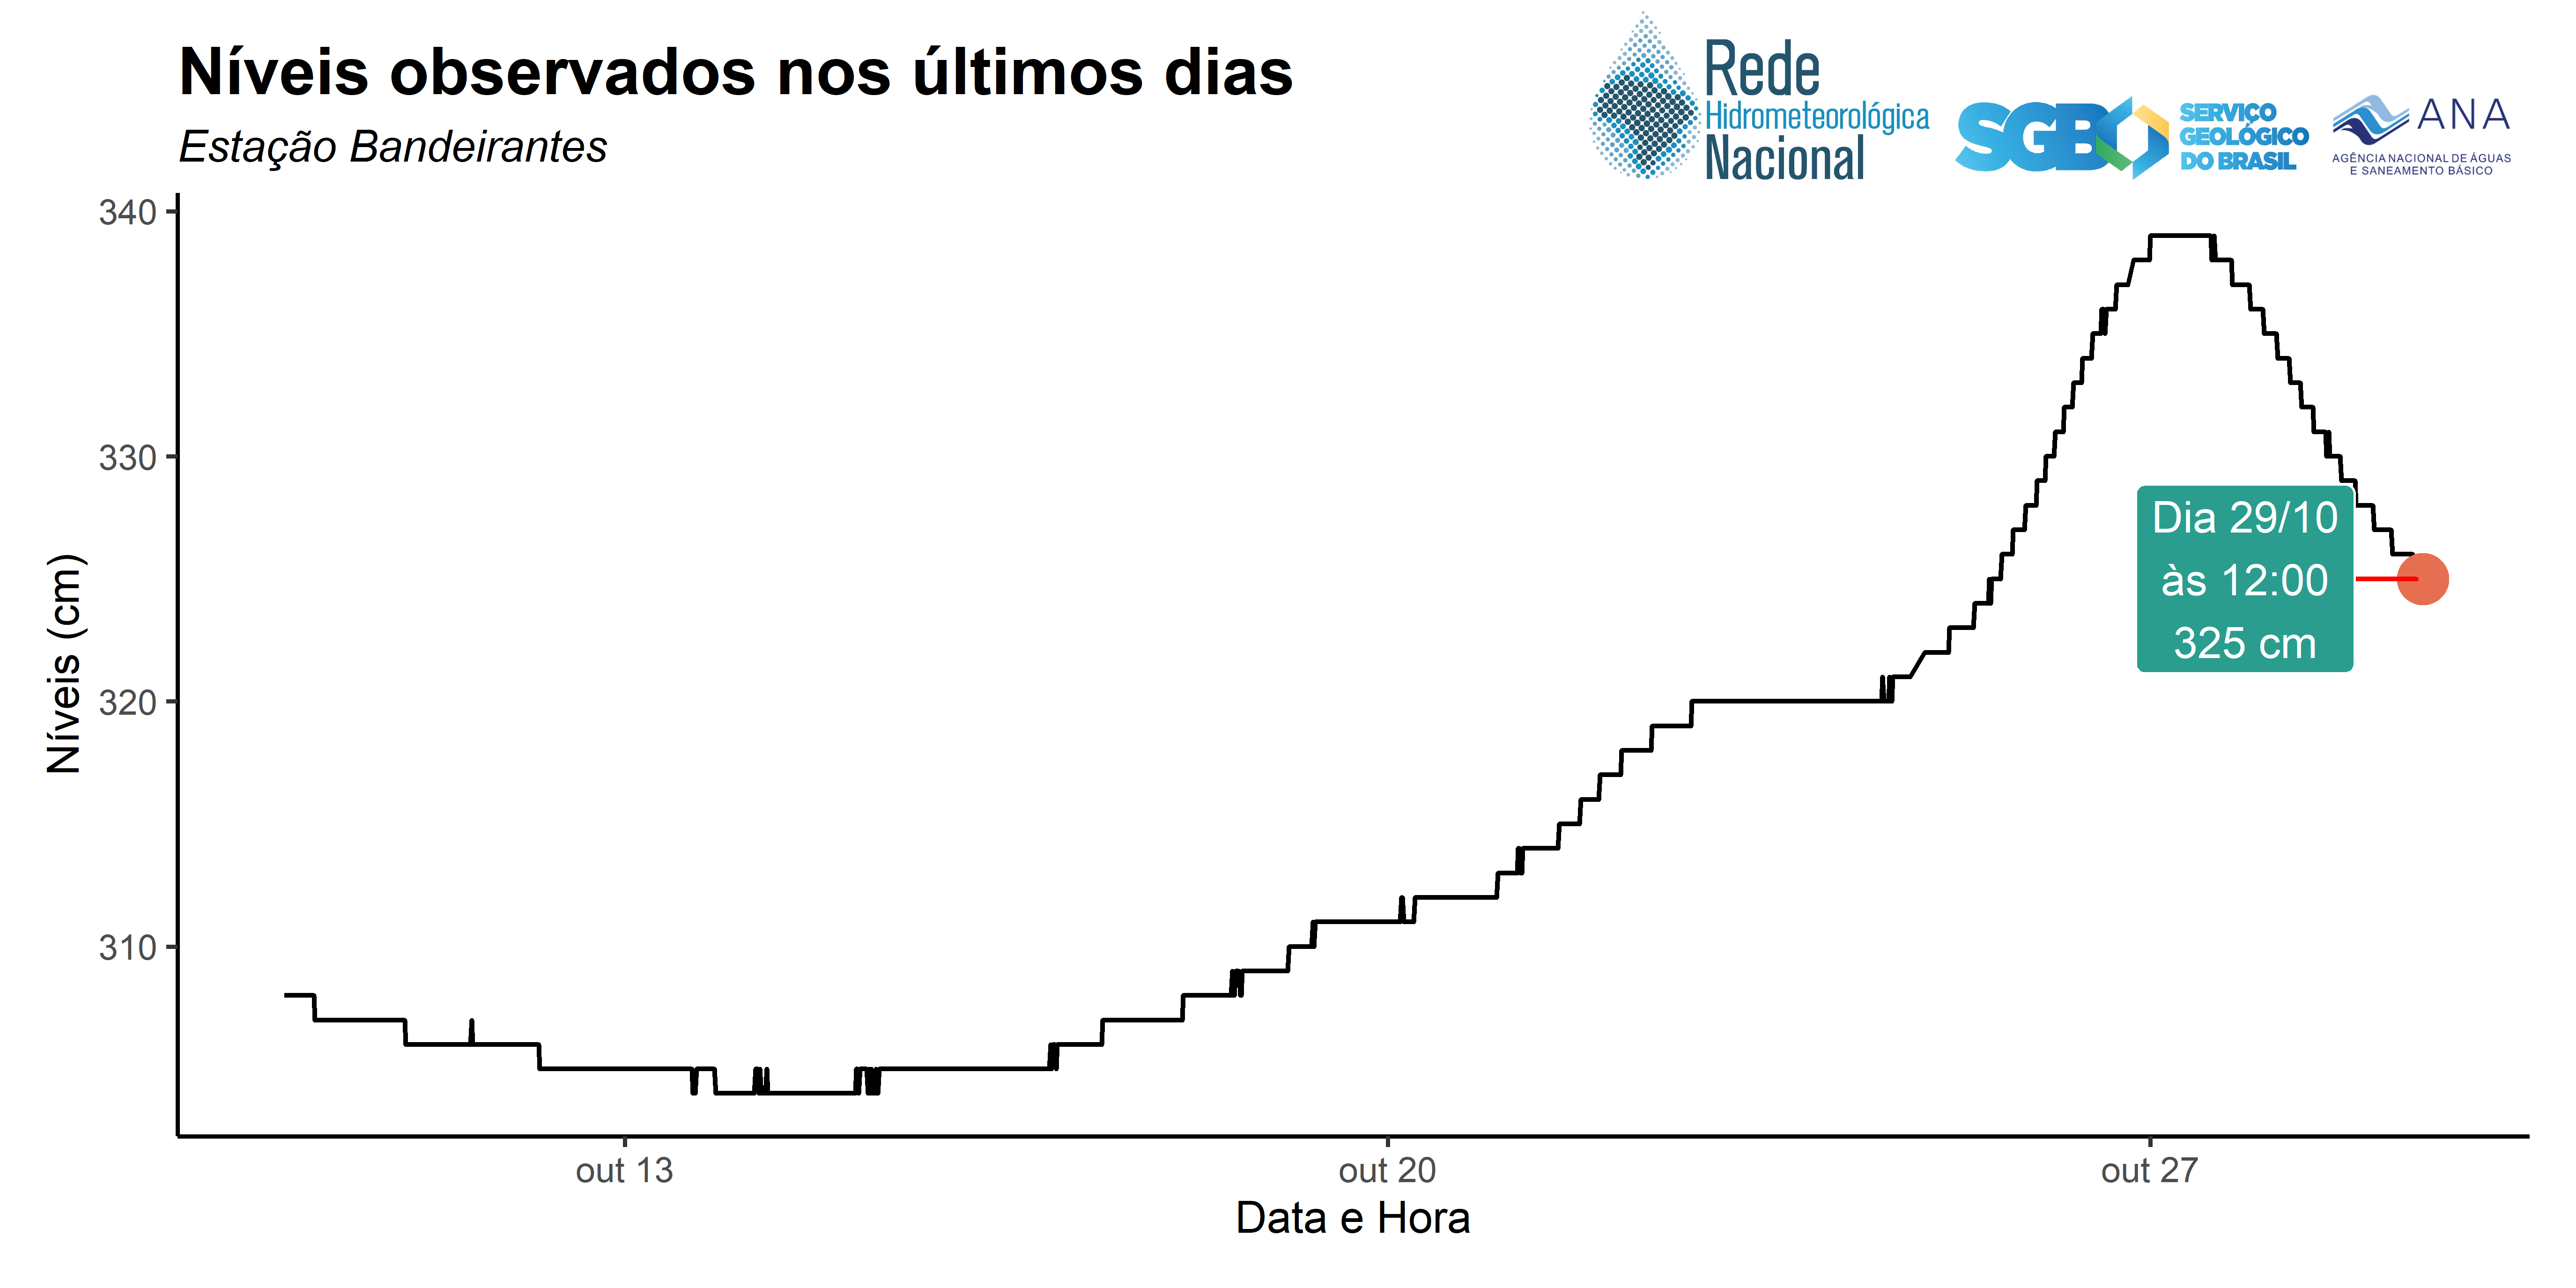 Níveis observados nos últimos dias
Estação Bandeirantes
Rede
Hidrometeorológica
Nacional
SGB
SERVIÇO
GEOLÓGICO
DO BRASIL
ANA
AGÊNCIA NACIONAL DE ÁGUAS
E SANEAMENTO BÁSICO
Níveis (cm)
340
330
320
310
Dia 29/10
às 12:00
325 cm
out 13
out 20
out 27
Data e Hora